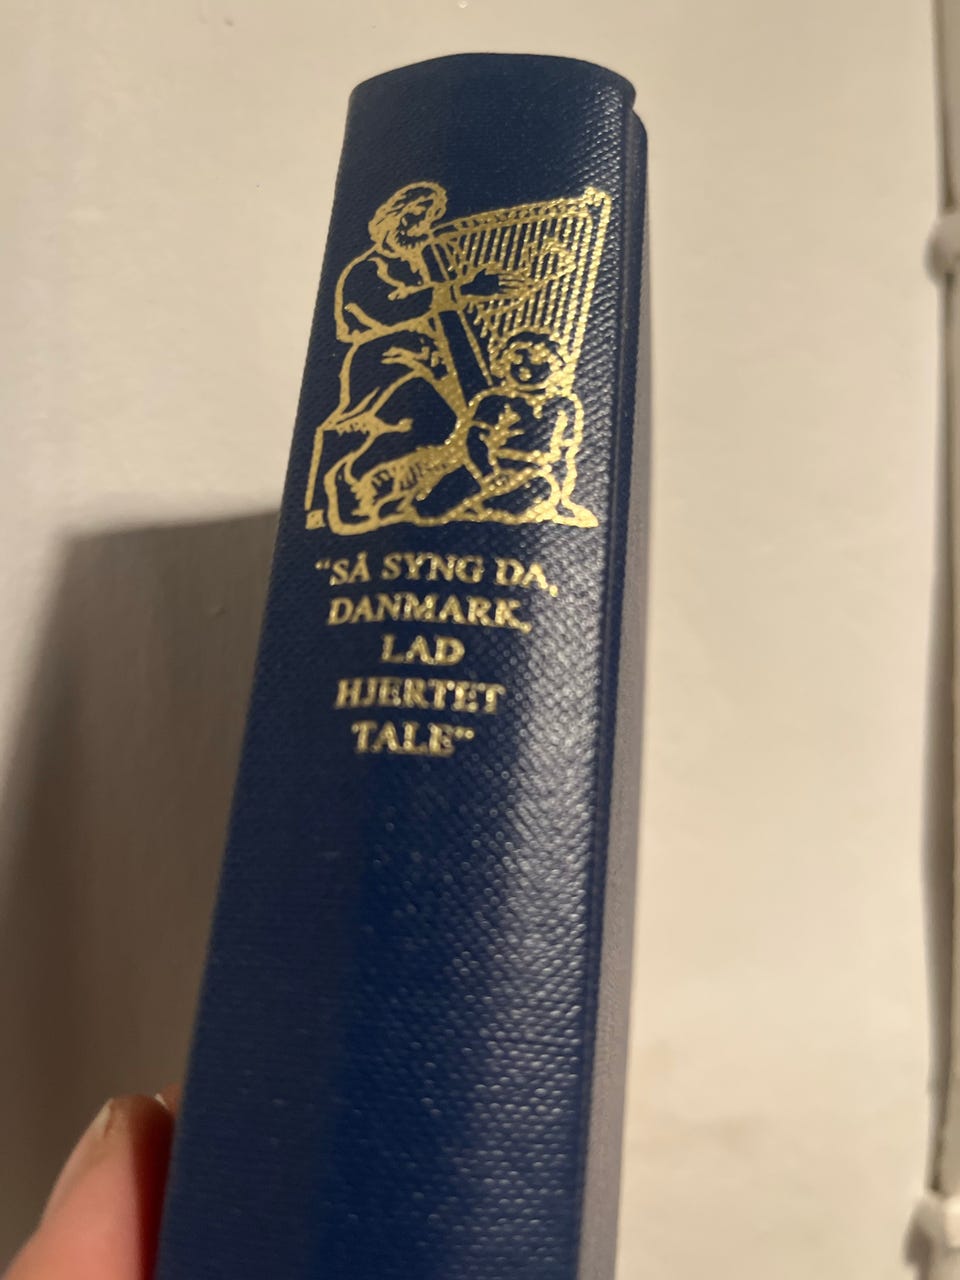 “SÅ SYNG DA,
DANMARK,
LAD
HJERTET
TALE”